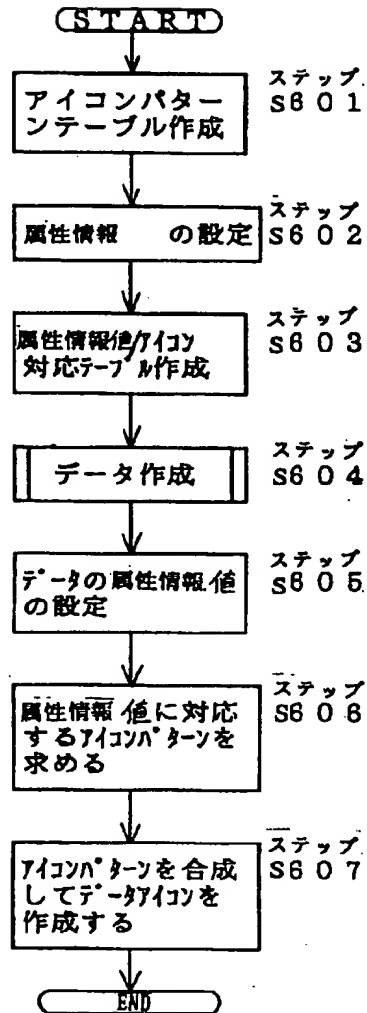 START
ステップ
S601
アイコンパター
ンテーブル作成
ステップ
S602
属性情報 の設定
ステップ
S603
属性情報値/アイコン
対応テーブル作成
ステップ
S604
データ作成
ステップ
S605
データの属性情報値
の設定
ステップ
S606
属性情報値に対応
するアイコンパターンを
求める
ステップ
S607
アイコンパターンを合成
してデータアイコンを
作成する
END